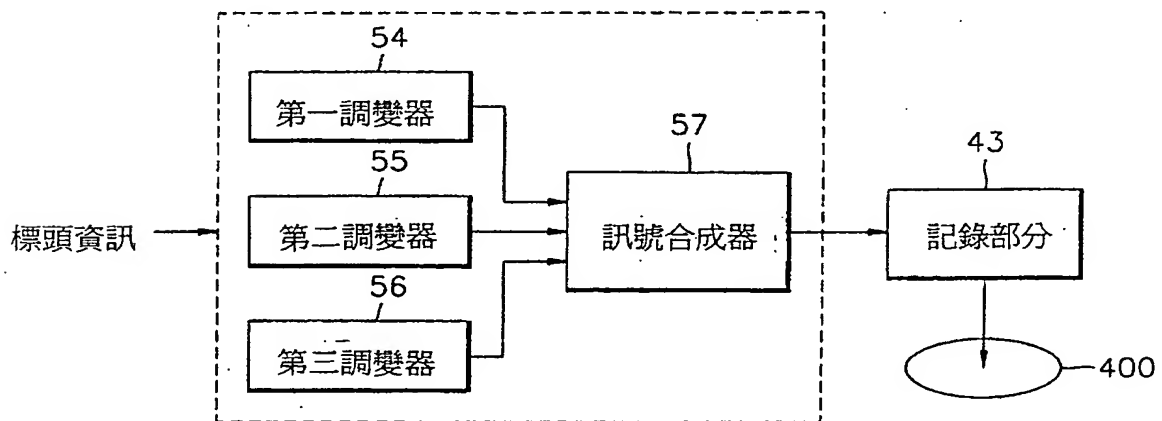 54
第一調變器
55
第二調變器
56
第三調變器
57
訊號合成器
43
記錄部分
標頭資訊
400